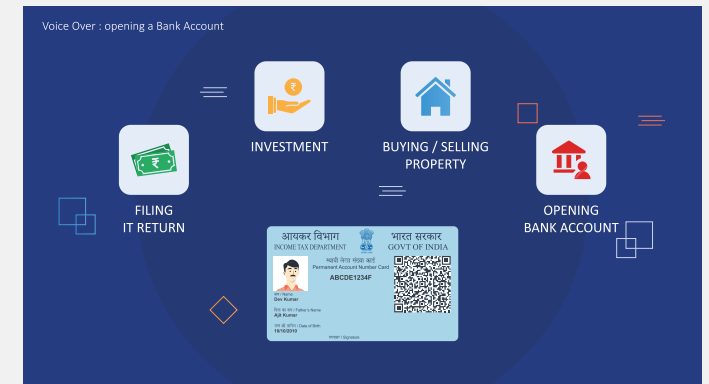 Voice Over : opening a Bank Account
INVESTMENT
BUYING / SELLING
PROPERTY
FILING
IT RETURN
OPENING
BANK ACCOUNT
आयकर विभाग
INCOME TAX DEPARTMENT
भारत सरकार
GOVT OF INDIA
स्थायी लेखा संख्या कार्ड
Permanent Account Number Card
ABCDE1234F
नाम / Name
Dev Kumar
पिता का नाम / Father's Name
Ajit Kumar
/ Date of Birth
10/10/2010
/ Signature